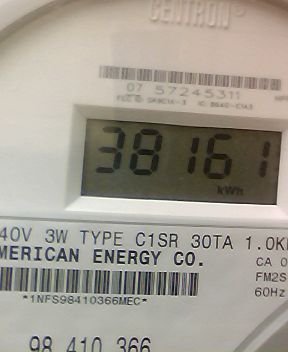 CENTRON®
07 57245311
38161
kWh
40V 3W TYPE C1SR 30TA 1.0K
MERICAN ENERGY CO.
CA 0
FM2S
60Hz
*1NFS98410366MEC*
98 410 366